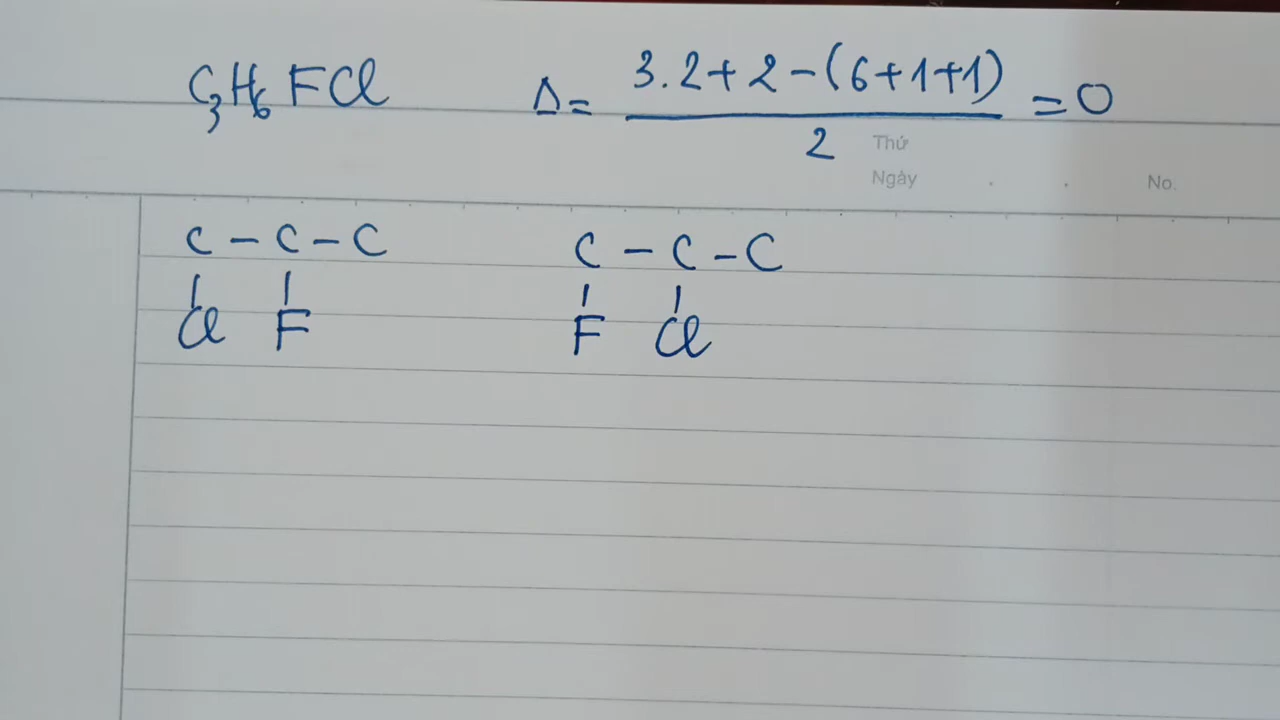 C₃H₆FCl Δ = 3.2+2-(6+1+1) / 2 = 0
Thứ
Ngày . . No.
C - C - C C - C - C
Cl F F Cl